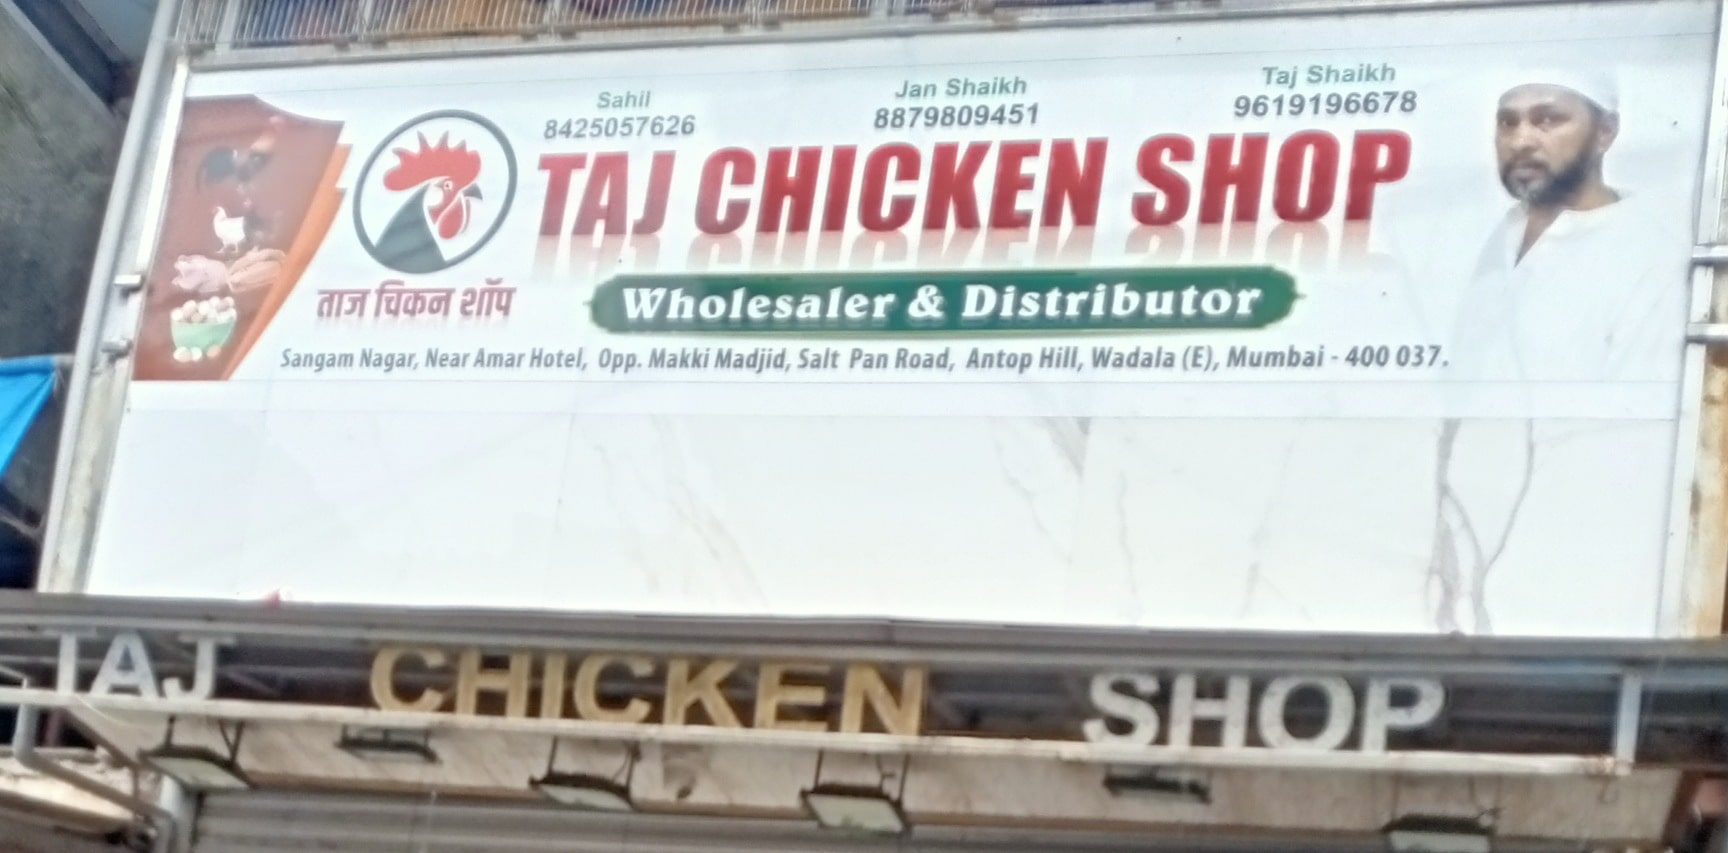 Sahil
8425057626
Jan Shaikh
8879809451
Taj Shaikh
9619196678
TAJ CHICKEN SHOP
ताज चिकन शॉप
Wholesaler & Distributor
Sangam Nagar, Near Amar Hotel, Opp. Makki Madjid, Salt Pan Road, Antop Hill, Wadala (E), Mumbai - 400 037.
TAJ CHICKEN SHOP